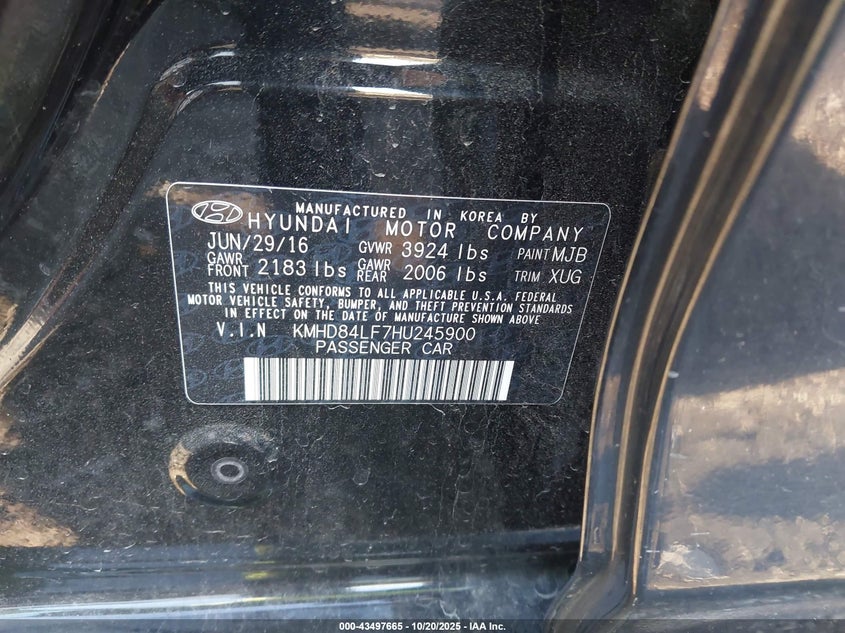 MANUFACTURED IN KOREA BY
HYUNDAI MOTOR COMPANY
JUN/29/16 GVWR 3924 lbs PAINT MJB
GAWR FRONT 2183 lbs GAWR REAR 2006 lbs TRIM XUG
THIS VEHICLE CONFORMS TO ALL APPLICABLE U.S.A. FEDERAL
MOTOR VEHICLE SAFETY, BUMPER, AND THEFT PREVENTION STANDARDS
IN EFFECT ON THE DATE OF MANUFACTURE SHOWN ABOVE
V.I.N KMHD84LF7HU245900
PASSENGER CAR
000-43497665 - 10/20/2025 - IAA Inc.